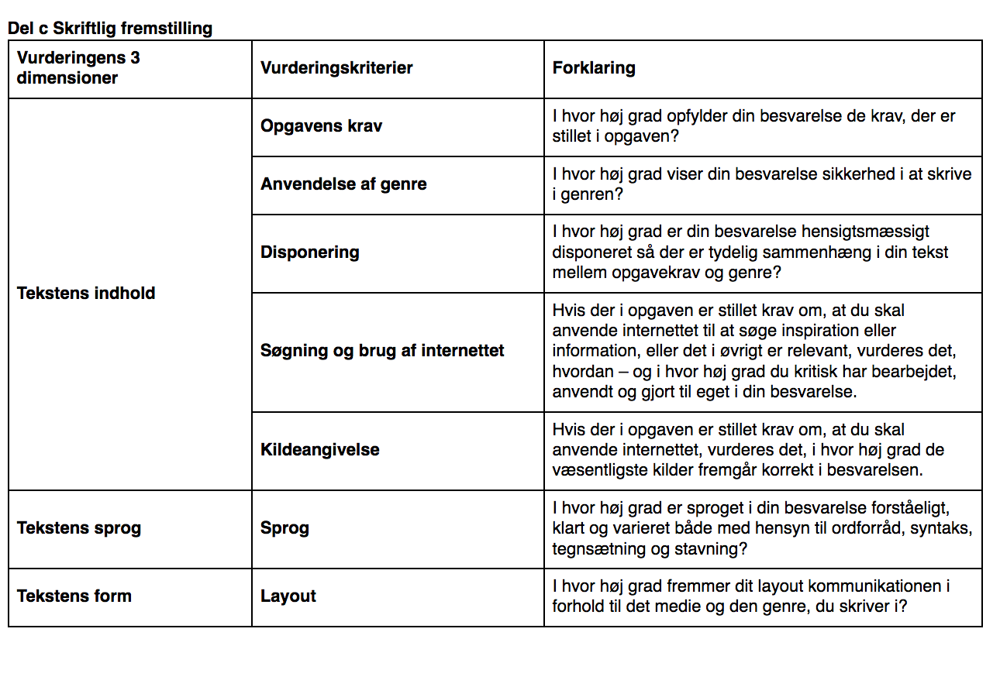 Del c Skriftlig fremstilling
Vurderingens 3
dimensioner
Vurderingskriterier
Forklaring
Tekstens indhold
Opgavens krav
I hvor høj grad opfylder din besvarelse de krav, der er
stillet i opgaven?
Anvendelse af genre
I hvor høj grad viser din besvarelse sikkerhed i at skrive
i genren?
Disponering
I hvor høj grad er din besvarelse hensigtsmæssigt
disponeret så der er tydelig sammenhæng i din tekst
mellem opgavekrav og genre?
Søgning og brug af internettet
Hvis der i opgaven er stillet krav om, at du skal
anvende internettet til at søge inspiration eller
information, eller det i øvrigt er relevant, vurderes det,
hvordan – og i hvor høj grad du kritisk har bearbejdet,
anvendt og gjort til eget i din besvarelse.
Kildeangivelse
Hvis der i opgaven er stillet krav om, at du skal
anvende internettet, vurderes det, i hvor høj grad de
væsentligste kilder fremgår korrekt i besvarelsen.
Tekstens sprog
Sprog
I hvor høj grad er sproget i din besvarelse forståeligt,
klart og varieret både med hensyn til ordforråd, syntaks,
tegnsætning og stavning?
Tekstens form
Layout
I hvor høj grad fremmer dit layout kommunikationen i
forhold til det medie og den genre, du skriver i?